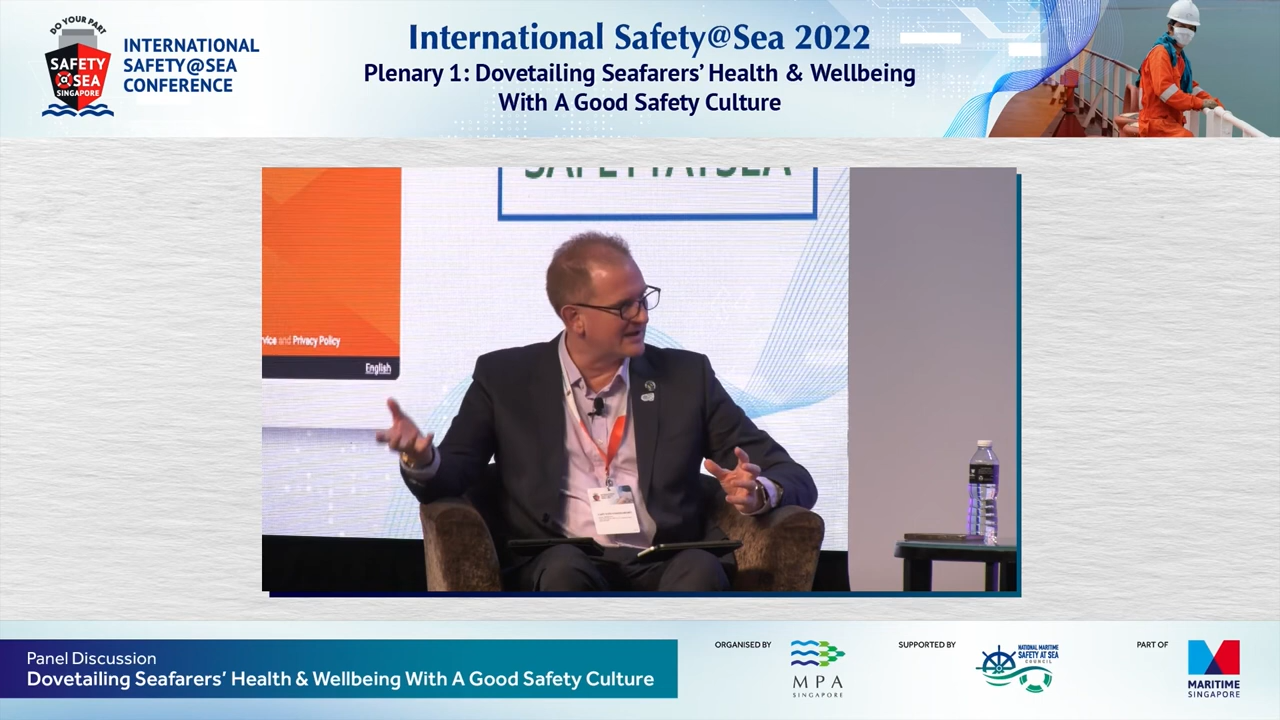 DO YOUR PART
SAFETY
@SEA
SINGAPORE
INTERNATIONAL
SAFETY@SEA
CONFERENCE
International Safety@Sea 2022
Plenary 1: Dovetailing Seafarers’ Health & Wellbeing
With A Good Safety Culture
SAFETYATSEA
and Privacy Policy
English
Panel Discussion
Dovetailing Seafarers’ Health & Wellbeing With A Good Safety Culture
ORGANISED BY
MPA
SINGAPORE
SUPPORTED BY
NATIONAL MARITIME
SAFETY AT SEA
COUNCIL
PART OF
MARITIME
SINGAPORE